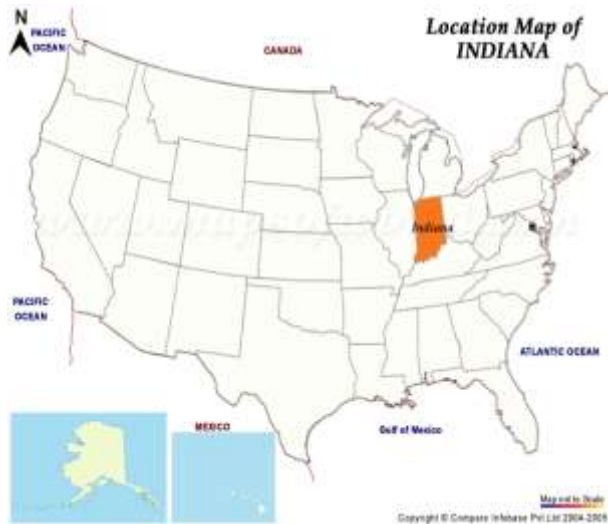 N
PACIFIC
OCEAN
CANADA
Location Map of
INDIANA
Indiana
PACIFIC
OCEAN
ATLANTIC OCEAN
MEXICO
Gulf of Mexico
Map not to Scale
Copyright © Compare Infobase Pvt Ltd 2004-2005